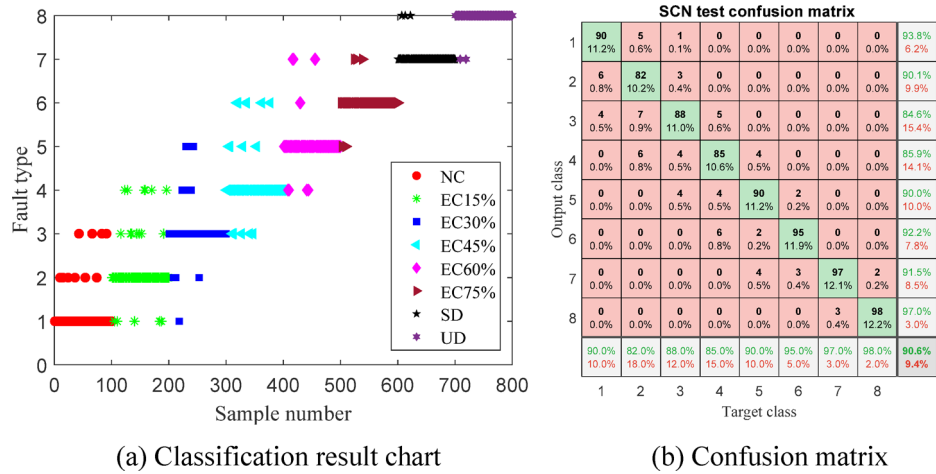 8
7
6
5
4
3
2
1
0
Fault type
0 100 200 300 400 500 600 700 800
Sample number
NC
EC15%
EC30%
EC45%
EC60%
EC75%
SD
UD
(a) Classification result chart
SCN test confusion matrix
1 90 5 3 0 0 0 0 0 93.8%
11.2% 0.6% 0.1% 0.0% 0.0% 0.0% 0.0% 0.0% 6.2%
2 6 82 3 0 0 0 0 0 90.1%
0.8% 10.2% 0.4% 0.0% 0.0% 0.0% 0.0% 0.0% 9.9%
3 4 7 88 5 0 0 0 0 84.6%
0.5% 0.9% 11.0% 0.6% 0.0% 0.0% 0.0% 0.0% 15.4%
4 0 6 4 85 4 0 0 0 85.9%
0.0% 0.8% 0.5% 10.6% 0.5% 0.0% 0.0% 0.0% 14.1%
5 0 0 4 4 90 2 0 0 90.0%
0.0% 0.0% 0.5% 0.5% 11.2% 0.2% 0.0% 0.0% 10.0%
6 0 0 0 6 2 95 0 0 92.2%
0.0% 0.0% 0.0% 0.8% 0.2% 11.9% 0.0% 0.0% 7.8%
7 0 0 0 0 4 3 97 2 91.5%
0.0% 0.0% 0.0% 0.0% 0.5% 0.4% 12.1% 0.2% 8.5%
8 0 0 0 0 0 0 3 98 97.0%
0.0% 0.0% 0.0% 0.0% 0.0% 0.0% 0.4% 12.2% 3.0%
90.0% 82.0% 88.0% 85.0% 90.0% 95.0% 97.0% 98.0% 90.6%
10.0% 18.0% 12.0% 15.0% 10.0% 5.0% 3.0% 2.0% 9.4%
1 2 3 4 5 6 7 8
Output class
Target class
(b) Confusion matrix